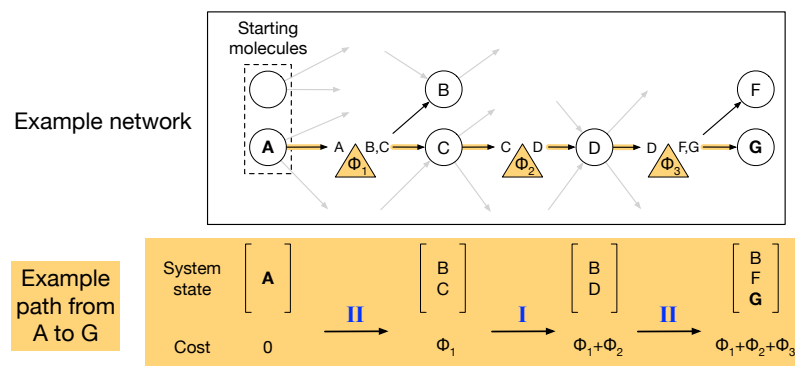 Starting
molecules
B
F
Example network
A
A
B,C
C
C
D
D
D
F,G
G
Φ1
Φ2
Φ3
Example
path from
A to G
System
state
A
B
C
B
D
B
F
G
II
I
II
Cost
0
Φ1
Φ1+Φ2
Φ1+Φ2+Φ3